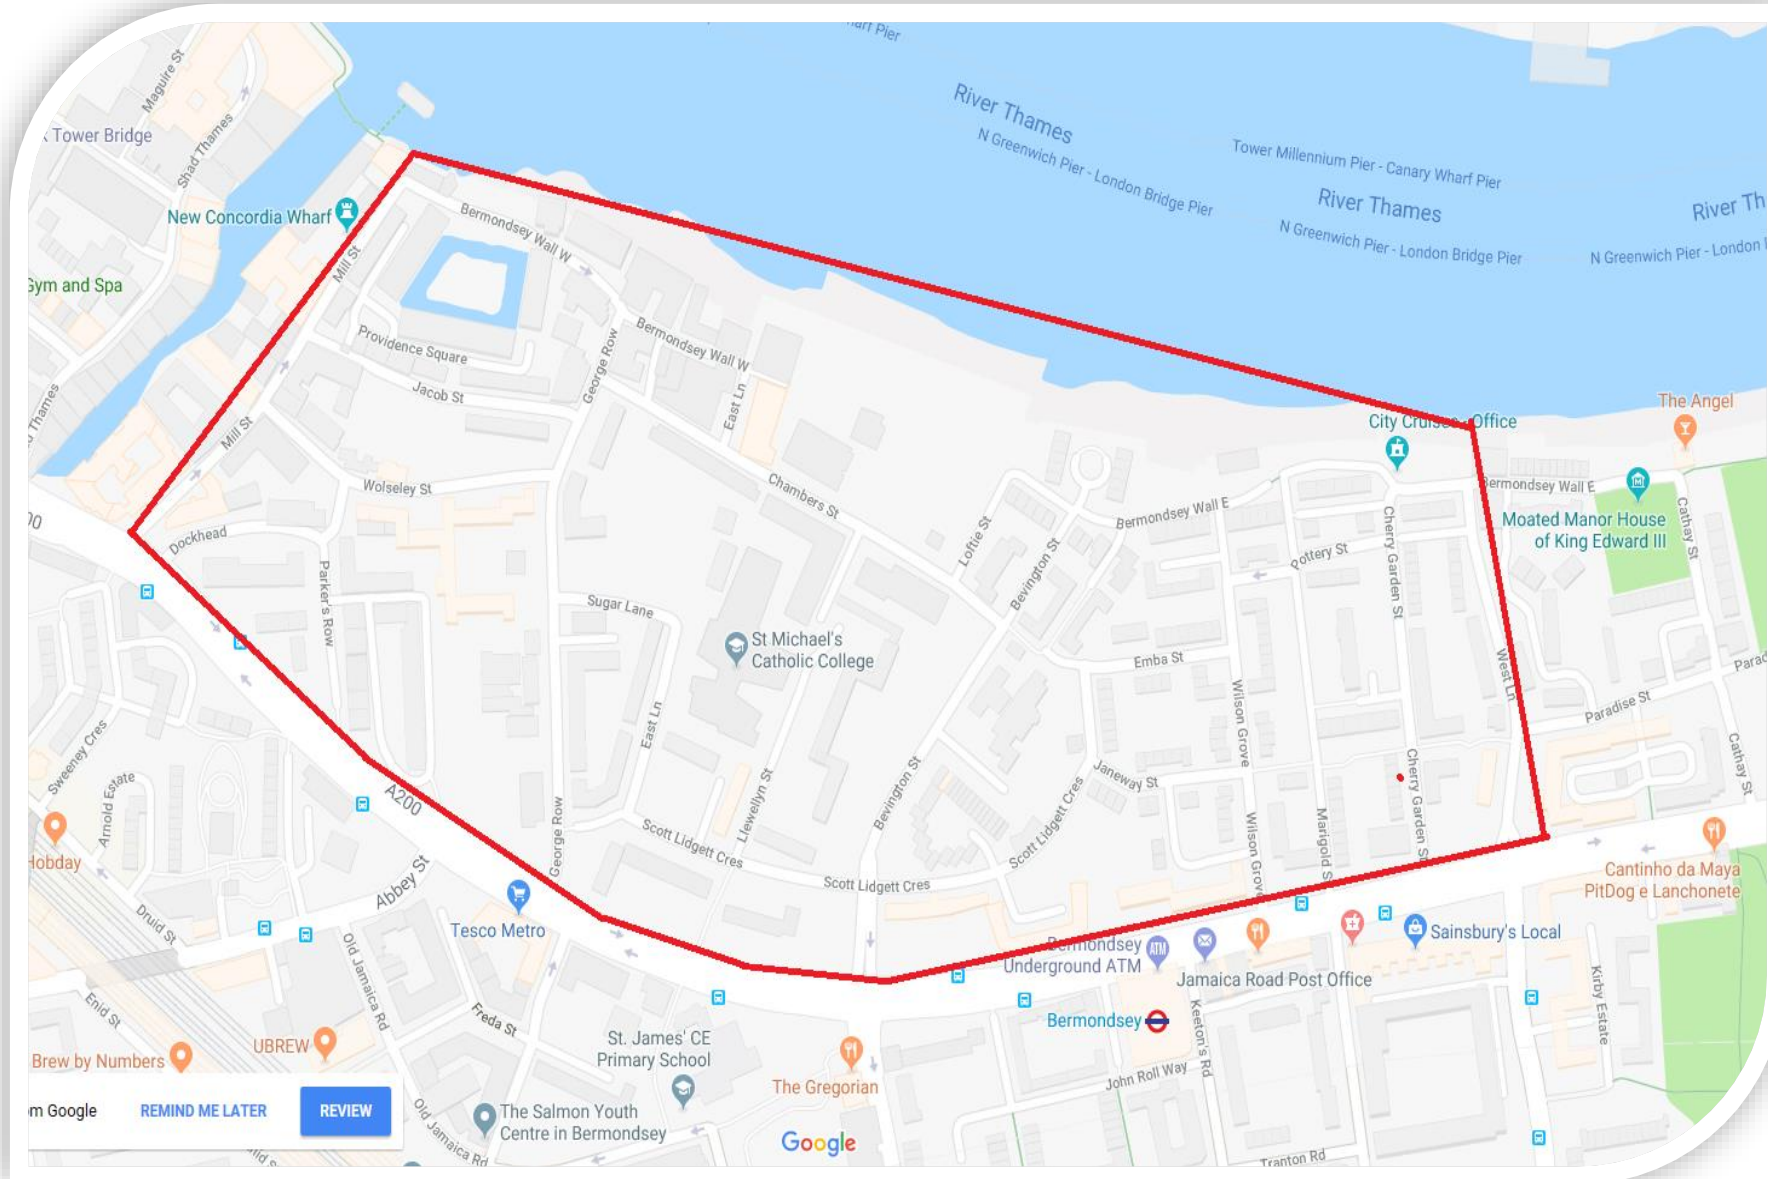 arf Pier
Maguire St
Tower Bridge
Shad Thames
River Thames
N Greenwich Pier - London Bridge Pier
Tower Millennium Pier - Canary Wharf Pier
River Thames
N Greenwich Pier - London Bridge Pier
River Th
N Greenwich Pier - London
New Concordia Wharf
Mill St
Bermondsey Wall W
Gym and Spa
Providence Square
Jacob St
George Row
Bermondsey Wall W
East Ln
Thames
Mill St
Wolseley St
Dockhead
Parker's Row
Chambers St
Loftie St
Bevington St
Bermondsey Wall E
City Cruises - Office
The Angel
Bermondsey Wall E
Moated Manor House
of King Edward III
Cathay St
Cherry Garden St
Pottery St
Sugar Lane
St Michael's
Catholic College
Emba St
Wilson Grove
West Ln
Paradise St
Parad
Cathay St
East Ln
Sweeney Cres
Arnold Estate
A200
Abbey St
George Row
Llewellyn St
Bevington St
Scott Lidgett Cres
Scott Lidgett Cres
Scott Lidgett Cres
Janeway St
Wilson Grove
Marigold S
Cherry Garden St
Hobday
Druid St
Tesco Metro
Old Jamaica Rd
Bermondsey
Underground ATM
Jamaica Road Post Office
Sainsbury's Local
Cantinho da Maya
PitDog e Lanchonete
Bermondsey
Keeton's Rd
Kirby Estate
John Roll Way
Tranton Rd
Enid St
Freda St
UBREW
Brew by Numbers
St. James' CE
Primary School
The Gregorian
The Salmon Youth
Centre in Bermondsey
Old Jamaica Rd
om Google
REMIND ME LATER
REVIEW
Google